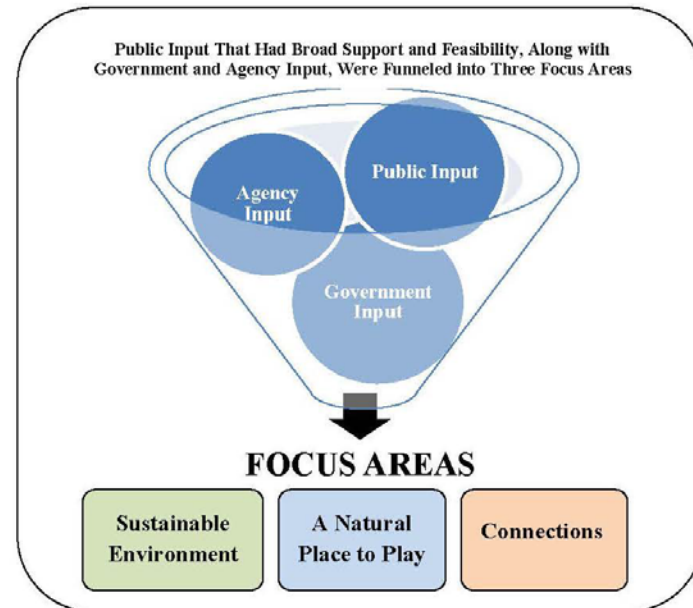 Public Input That Had Broad Support and Feasibility, Along with
Government and Agency Input, Were Funneled into Three Focus Areas
Public Input
Agency
Input
Government
Input
FOCUS AREAS
Sustainable
Environment
A Natural
Place to Play
Connections